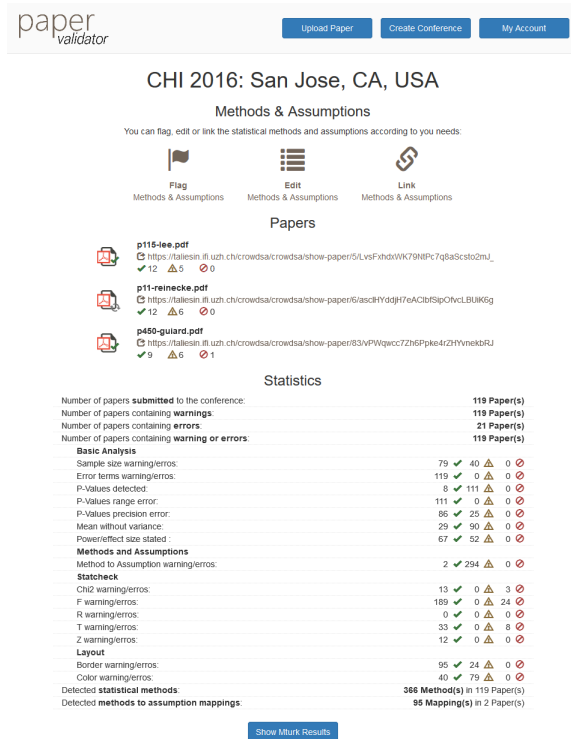 paper validator
Upload Paper Create Conference My Account
CHI 2016: San Jose, CA, USA
Methods & Assumptions
You can flag, edit or link the statistical methods and assumptions according to you needs:
Flag Edit Link
Methods & Assumptions Methods & Assumptions Methods & Assumptions
Papers
p115-lee.pdf
https://taliesin.ifi.uzh.ch/crowdsa/crowdsa/show-paper/5/LvsFxhdxWK79NtPc7q8aScsto2mJ_
12 5 0
p11-reinecke.pdf
https://taliesin.ifi.uzh.ch/crowdsa/crowdsa/show-paper/6/asclHYddjH7eAClbfSipOfvcLBUiK6g
12 6 0
p450-guiard.pdf
https://taliesin.ifi.uzh.ch/crowdsa/crowdsa/show-paper/83/vPWqwcc7Zh6Ppke4rZHYvnekbRJ
9 6 1
Statistics
Number of papers submitted to the conference: 119 Paper(s)
Number of papers containing warnings: 119 Paper(s)
Number of papers containing errors: 21 Paper(s)
Number of papers containing warning or errors: 119 Paper(s)
Basic Analysis
Sample size warning/erros: 79 40 0
Error terms warning/erros: 119 0 0
P-Values detected: 8 111 0
P-Values range error: 111 0 0
P-Values precision error: 86 25 0
Mean without variance: 29 90 0
Power/effect size stated : 67 52 0
Methods and Assumptions
Method to Assumption warning/erros: 2 294 0
Statcheck
Chi2 warning/erros: 13 0 3
F warning/erros: 189 0 24
R warning/erros: 0 0 0
T warning/erros: 33 0 8
Z warning/erros: 12 0 0
Layout
Border warning/erros: 95 24 0
Color warning/erros: 40 79 0
Detected statistical methods: 366 Method(s) in 119 Paper(s)
Detected methods to assumption mappings: 95 Mapping(s) in 2 Paper(s)
Show Mturk Results